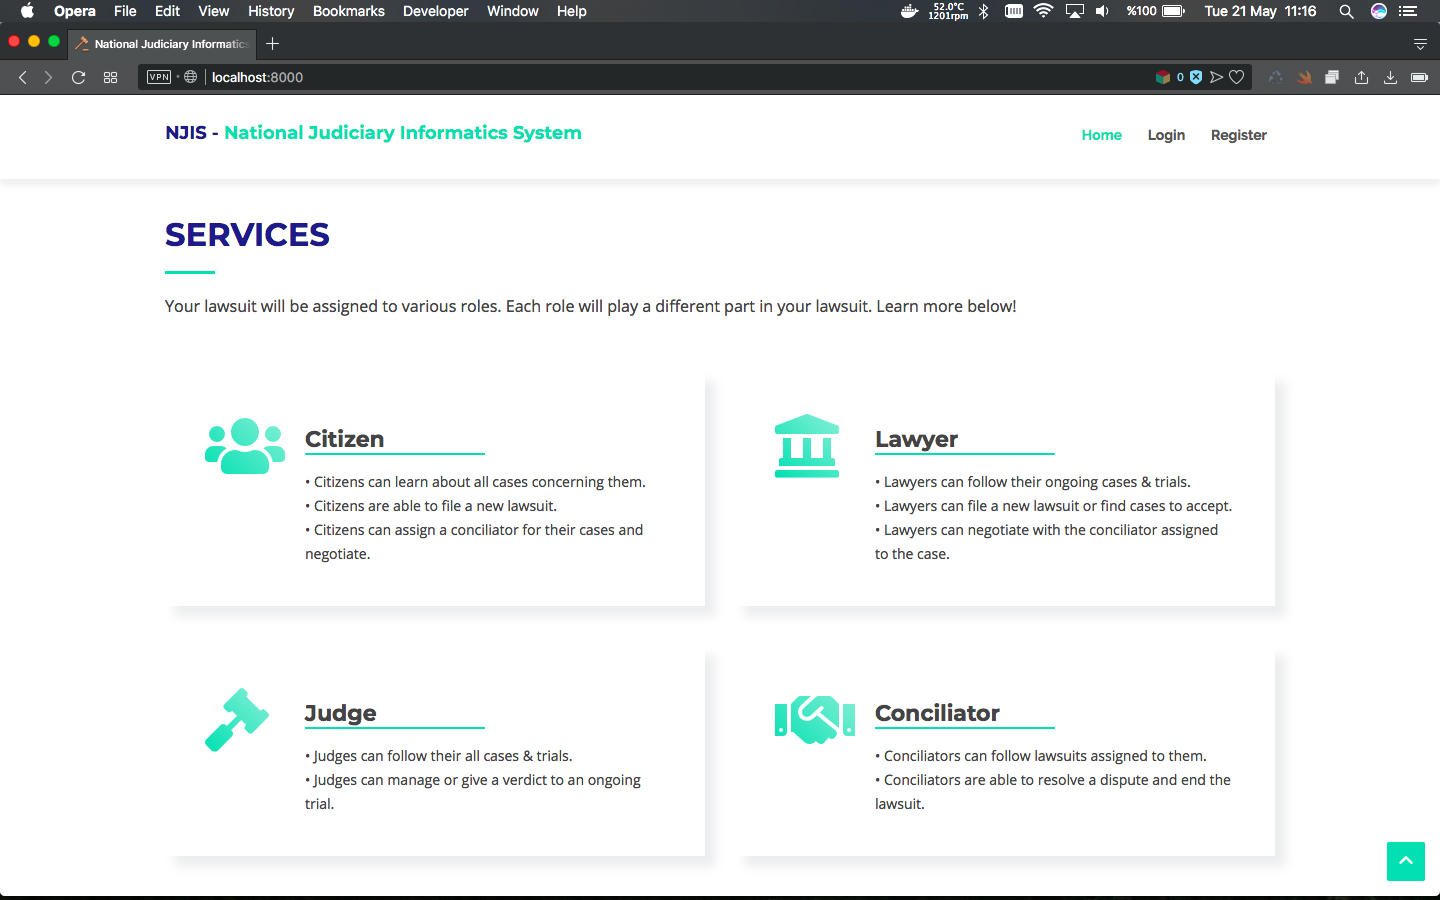 Opera File Edit View History Bookmarks Developer Window Help 52.0°C 1201rpm %100 Tue 21 May 11:16
National Judiciary Informatics
VPN localhost:8000 0
NJIS - National Judiciary Informatics System
Home Login Register
SERVICES
Your lawsuit will be assigned to various roles. Each role will play a different part in your lawsuit. Learn more below!
Citizen
• Citizens can learn about all cases concerning them.
• Citizens are able to file a new lawsuit.
• Citizens can assign a conciliator for their cases and
negotiate.
Lawyer
• Lawyers can follow their ongoing cases & trials.
• Lawyers can file a new lawsuit or find cases to accept.
• Lawyers can negotiate with the conciliator assigned
to the case.
Judge
• Judges can follow their all cases & trials.
• Judges can manage or give a verdict to an ongoing
trial.
Conciliator
• Conciliators can follow lawsuits assigned to them.
• Conciliators are able to resolve a dispute and end the
lawsuit.